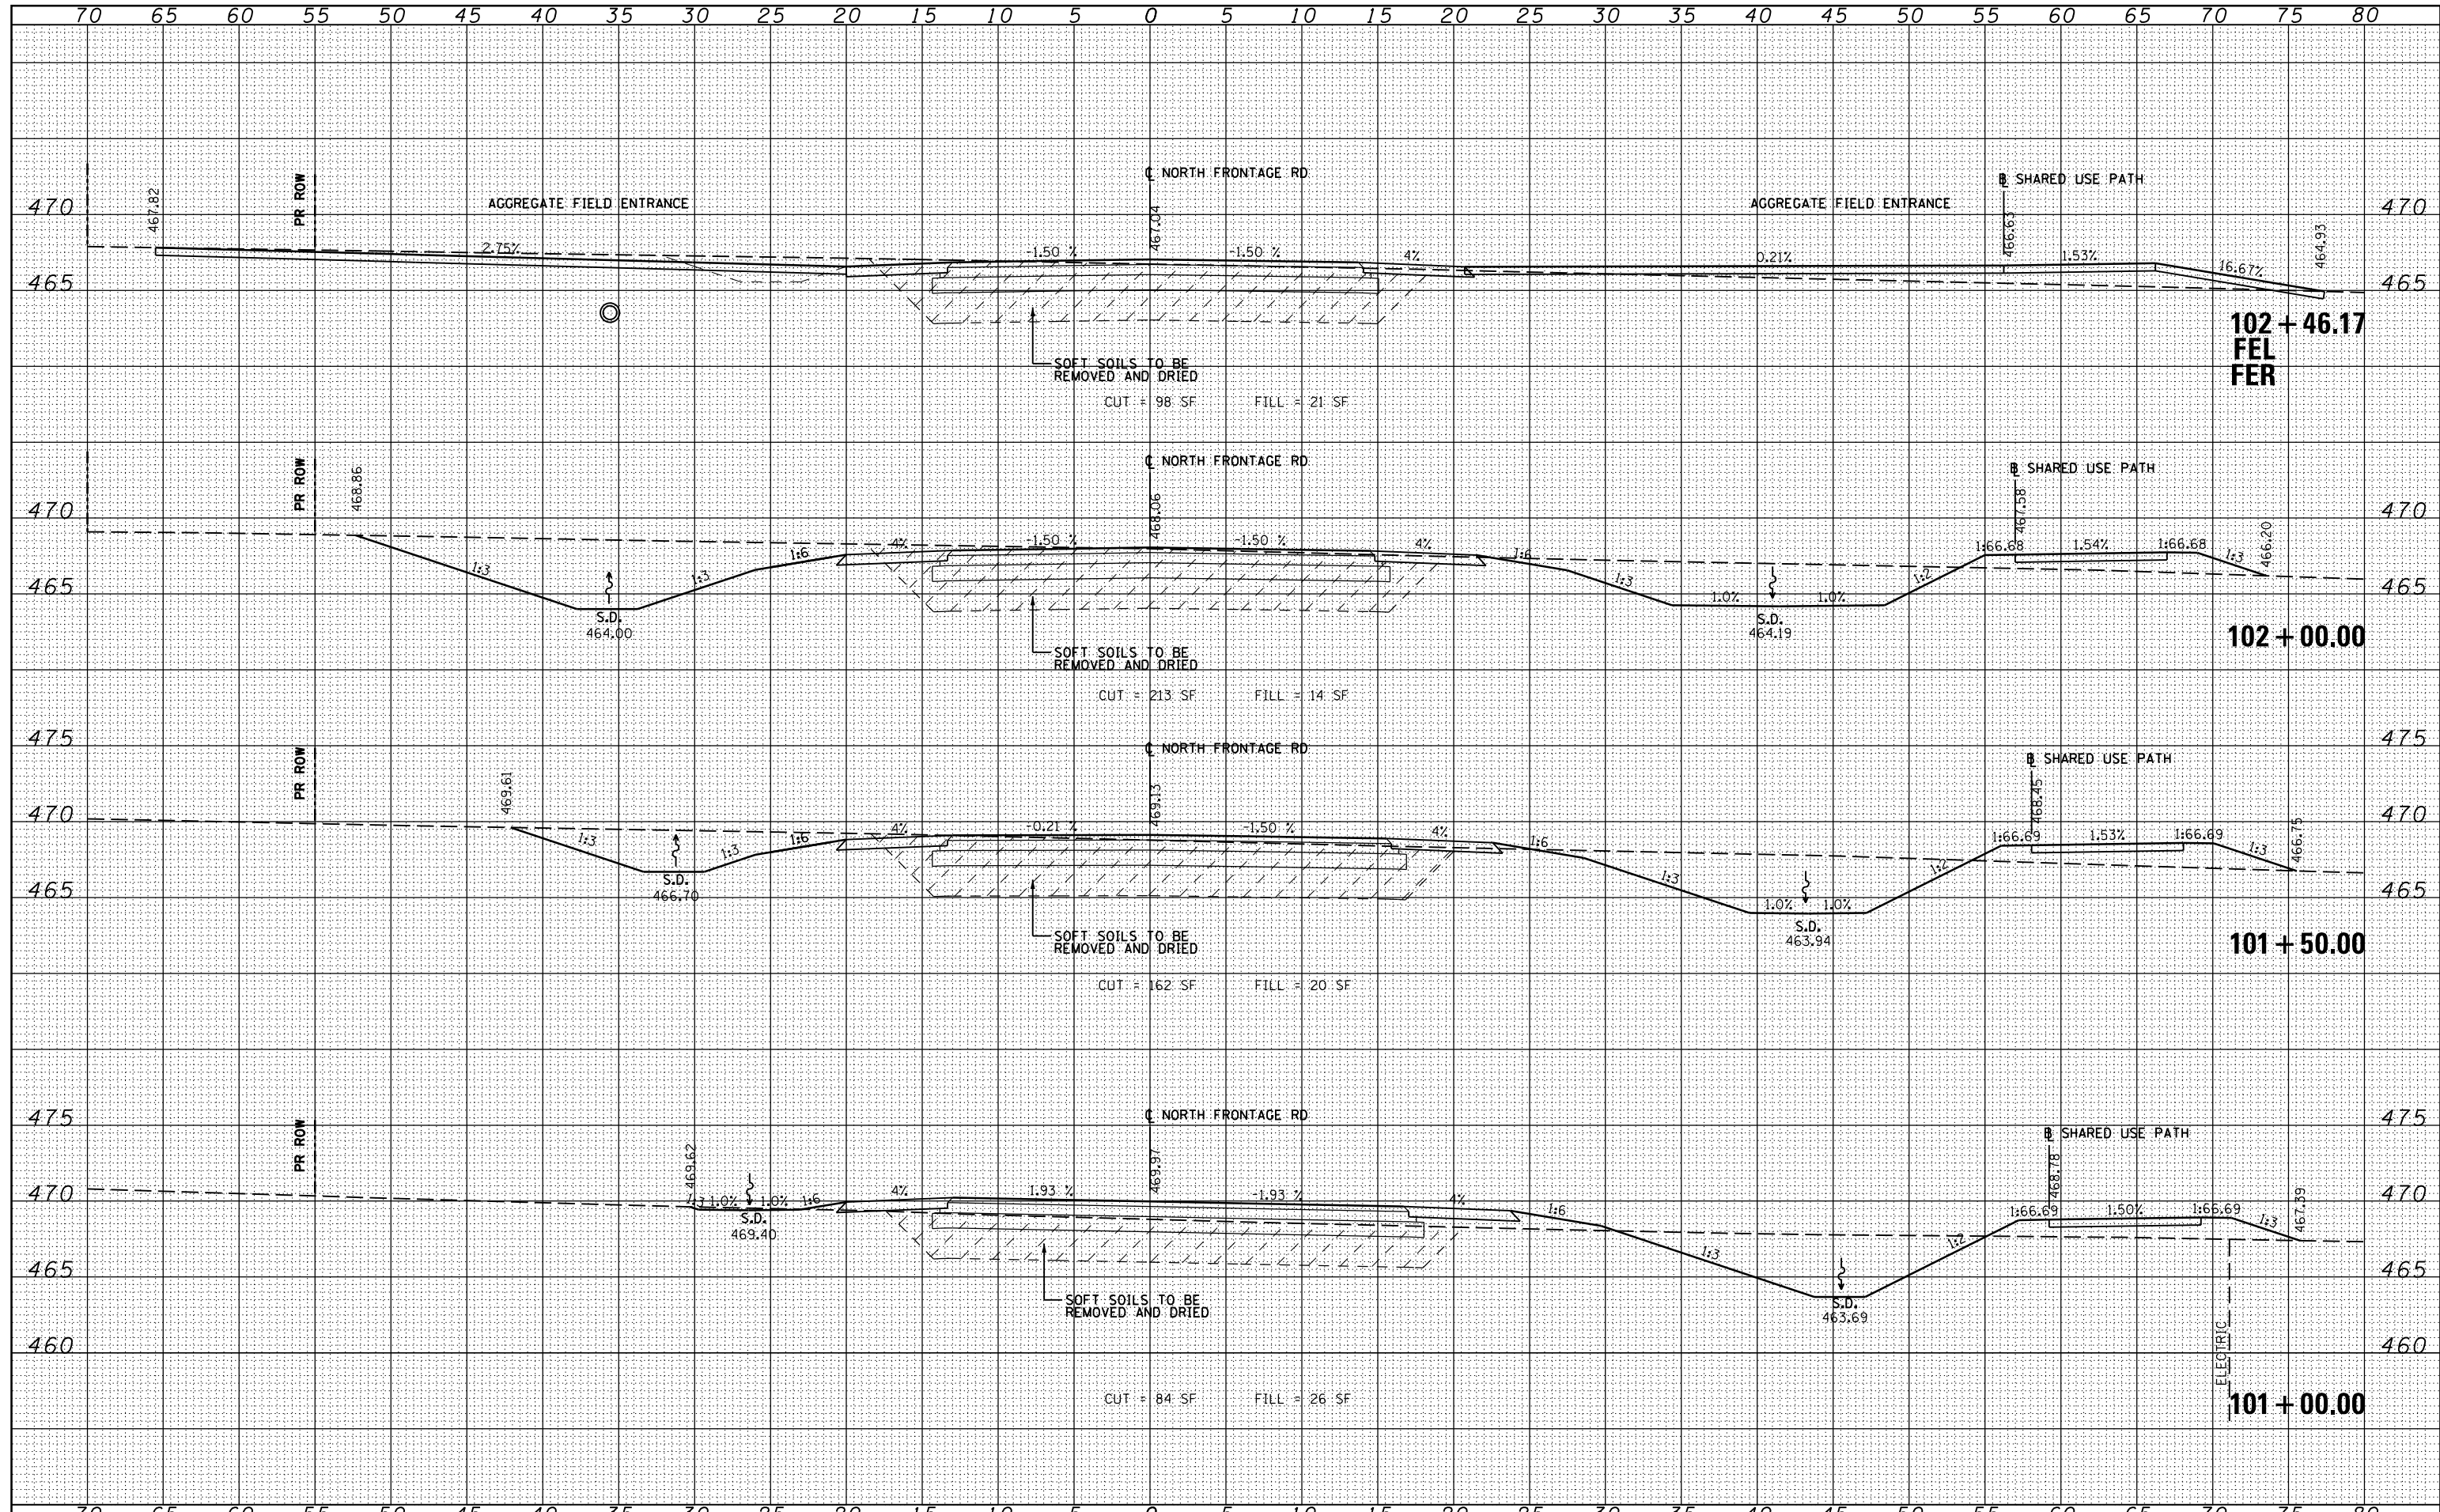 70 65 60 55 50 45 40 35 30 25 20 15 10 5 0 5 10 15 20 25 30 35 40 45 50 55 60 65 70 75 80
℄ NORTH FRONTAGE RD
PR ROW
467.82
AGGREGATE FIELD ENTRANCE
467.04
AGGREGATE FIELD ENTRANCE
B SHARED USE PATH
466.63
464.93
470 470
2.75% -1.50 % -1.50 % 4% 0.21% 1.53% 16.67%
465 465
102 + 46.17
FEL
FER
SOFT SOILS TO BE
REMOVED AND DRIED
CUT = 98 SF FILL = 21 SF
℄ NORTH FRONTAGE RD
PR ROW
468.86
468.06
B SHARED USE PATH
467.58
466.20
470 470
1:3 1:3 1:6 4% -1.50 % -1.50 % 4% 1:6 1:3 1.0% 1.0% 1:2 1:66.68 1.54% 1:66.68 1:3
465 465
S.D.
464.00
S.D.
464.19
102 + 00.00
SOFT SOILS TO BE
REMOVED AND DRIED
CUT = 213 SF FILL = 14 SF
475 475
℄ NORTH FRONTAGE RD
PR ROW
469.61
469.13
B SHARED USE PATH
468.45
466.75
470 470
1:3 1:3 1:6 4% -0.21 % -1.50 % 4% 1:6 1:3 1.0% 1.0% 1:2 1:66.69 1.53% 1:66.69 1:3
465 465
S.D.
466.70
S.D.
463.94
101 + 50.00
SOFT SOILS TO BE
REMOVED AND DRIED
CUT = 162 SF FILL = 20 SF
475 475
℄ NORTH FRONTAGE RD
PR ROW
469.62
469.97
B SHARED USE PATH
468.78
467.39
470 470
1:3 1.0% 1.0% 1:6 4% 1.93 % -1.93 % 4% 1:6 1:3 1:2 1:66.69 1.50% 1:66.69 1:3
S.D.
469.40
465 465
S.D.
463.69
SOFT SOILS TO BE
REMOVED AND DRIED
460 460
ELECTRIC
101 + 00.00
CUT = 84 SF FILL = 26 SF
70 65 60 55 50 45 40 35 30 25 20 15 10 5 0 5 10 15 20 25 30 35 40 45 50 55 60 65 70 75 80